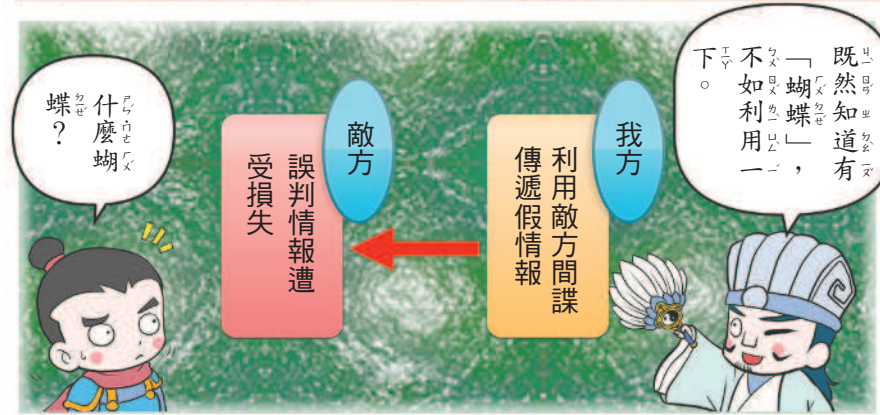 既然知道有
「蝴蝶」,
不如利用一
下。
我方
利用敵方間諜
傳遞假情報
敵方
誤判情報遭
受損失
什麼蝴
蝶?